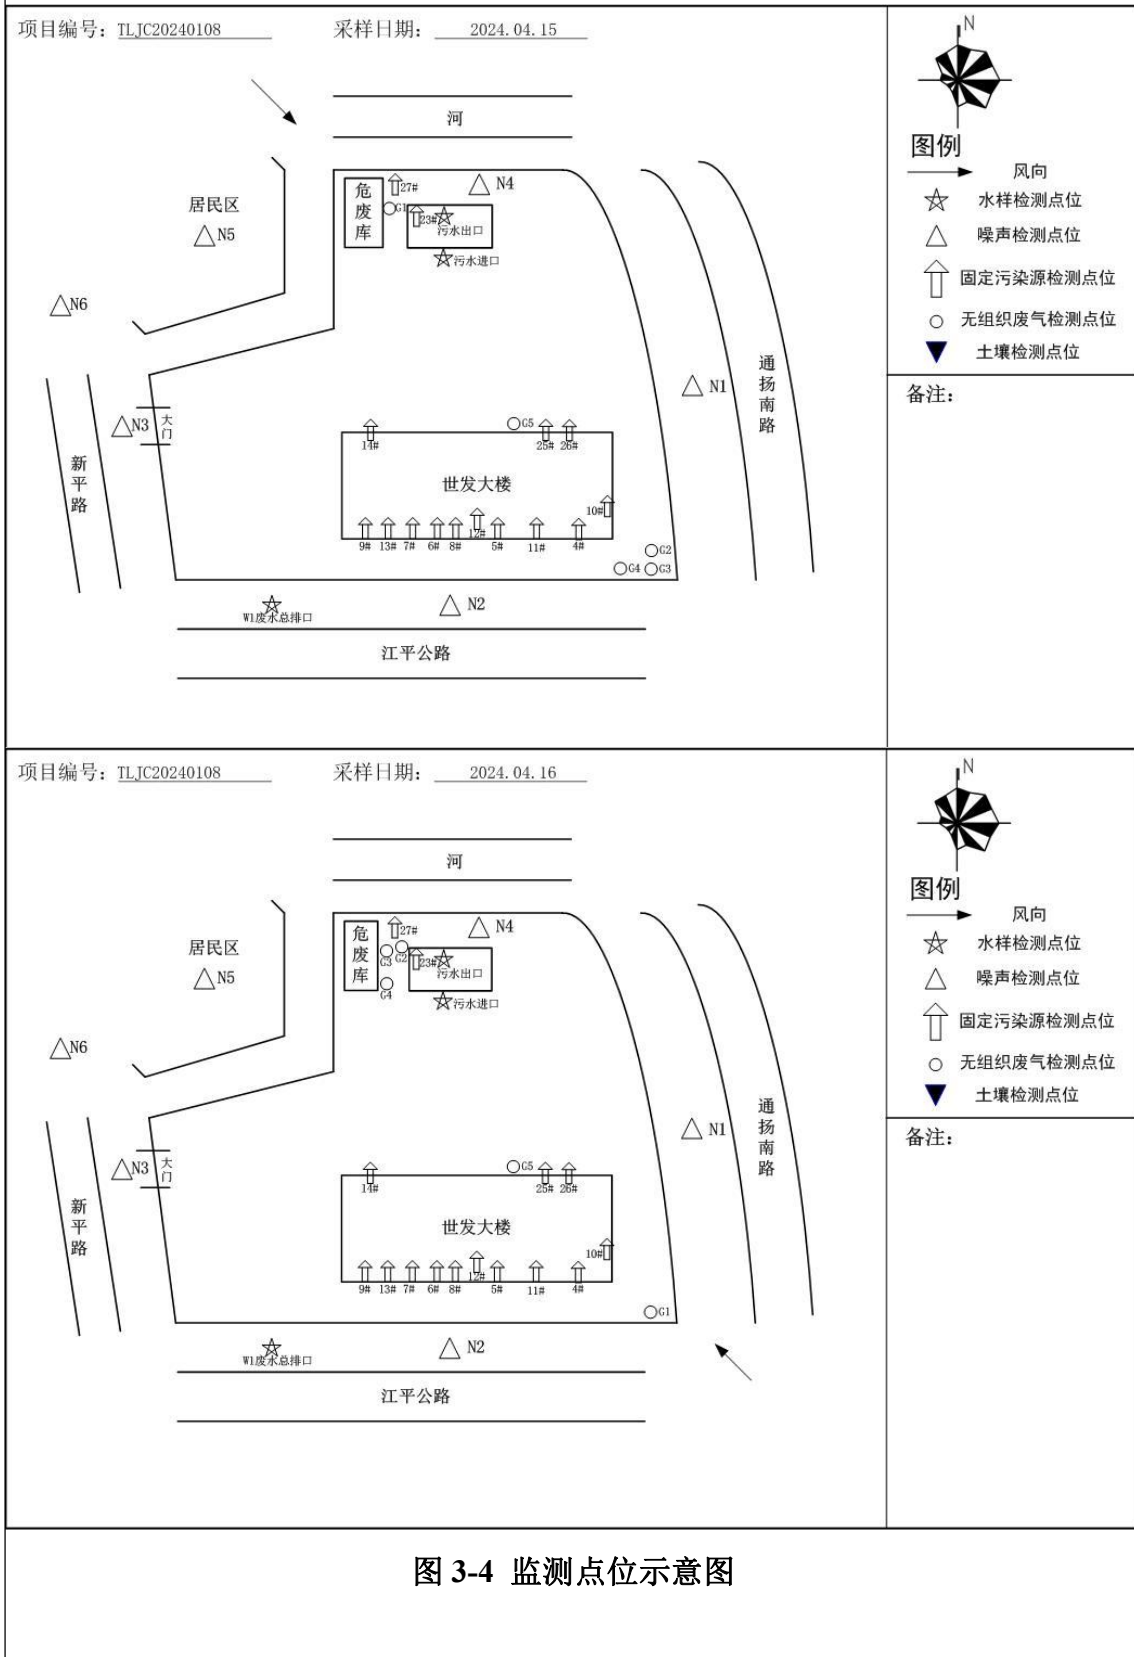 项目编号：TLJC20240108 采样日期：2024.04.15
N
河
图例
风向
水样检测点位
噪声检测点位
固定污染源检测点位
无组织废气检测点位
土壤检测点位
备注：
危废库
27#
N4
G1
23#
污水出口
污水进口
居民区
N5
N6
N3
大门
新平路
N1
通扬南路
14#
G5
25#
26#
世发大楼
10#
9#
13#
7#
6#
8#
12#
5#
11#
4#
G2
G4
G3
W1废水总排口
N2
江平公路
项目编号：TLJC20240108 采样日期：2024.04.16
N
河
图例
风向
水样检测点位
噪声检测点位
固定污染源检测点位
无组织废气检测点位
土壤检测点位
备注：
危废库
27#
N4
G3
G2
23#
污水出口
G4
污水进口
居民区
N5
N6
N3
大门
新平路
N1
通扬南路
14#
G5
25#
26#
世发大楼
10#
9#
13#
7#
6#
8#
12#
5#
11#
4#
G1
W1废水总排口
N2
江平公路
图 3-4 监测点位示意图